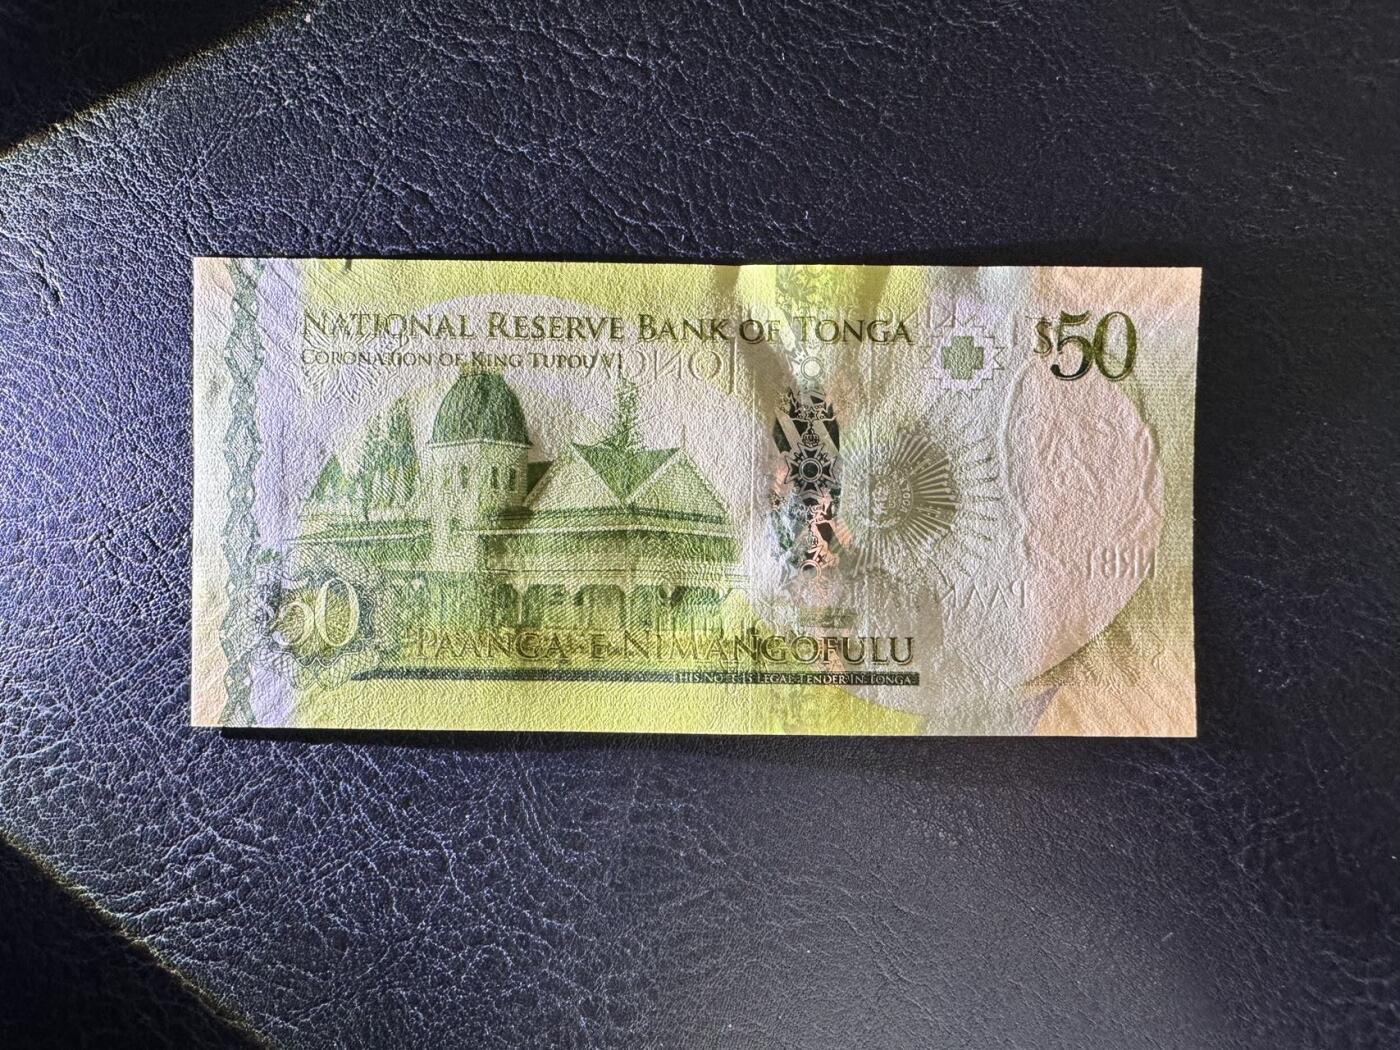 NATIONAL RESERVE BANK OF TONGA
CORONATION OF KING TUPOU VI
$50
50
PA'ANGA E NIMANGOFULU
THIS NOTE IS LEGAL TENDER IN TONGA